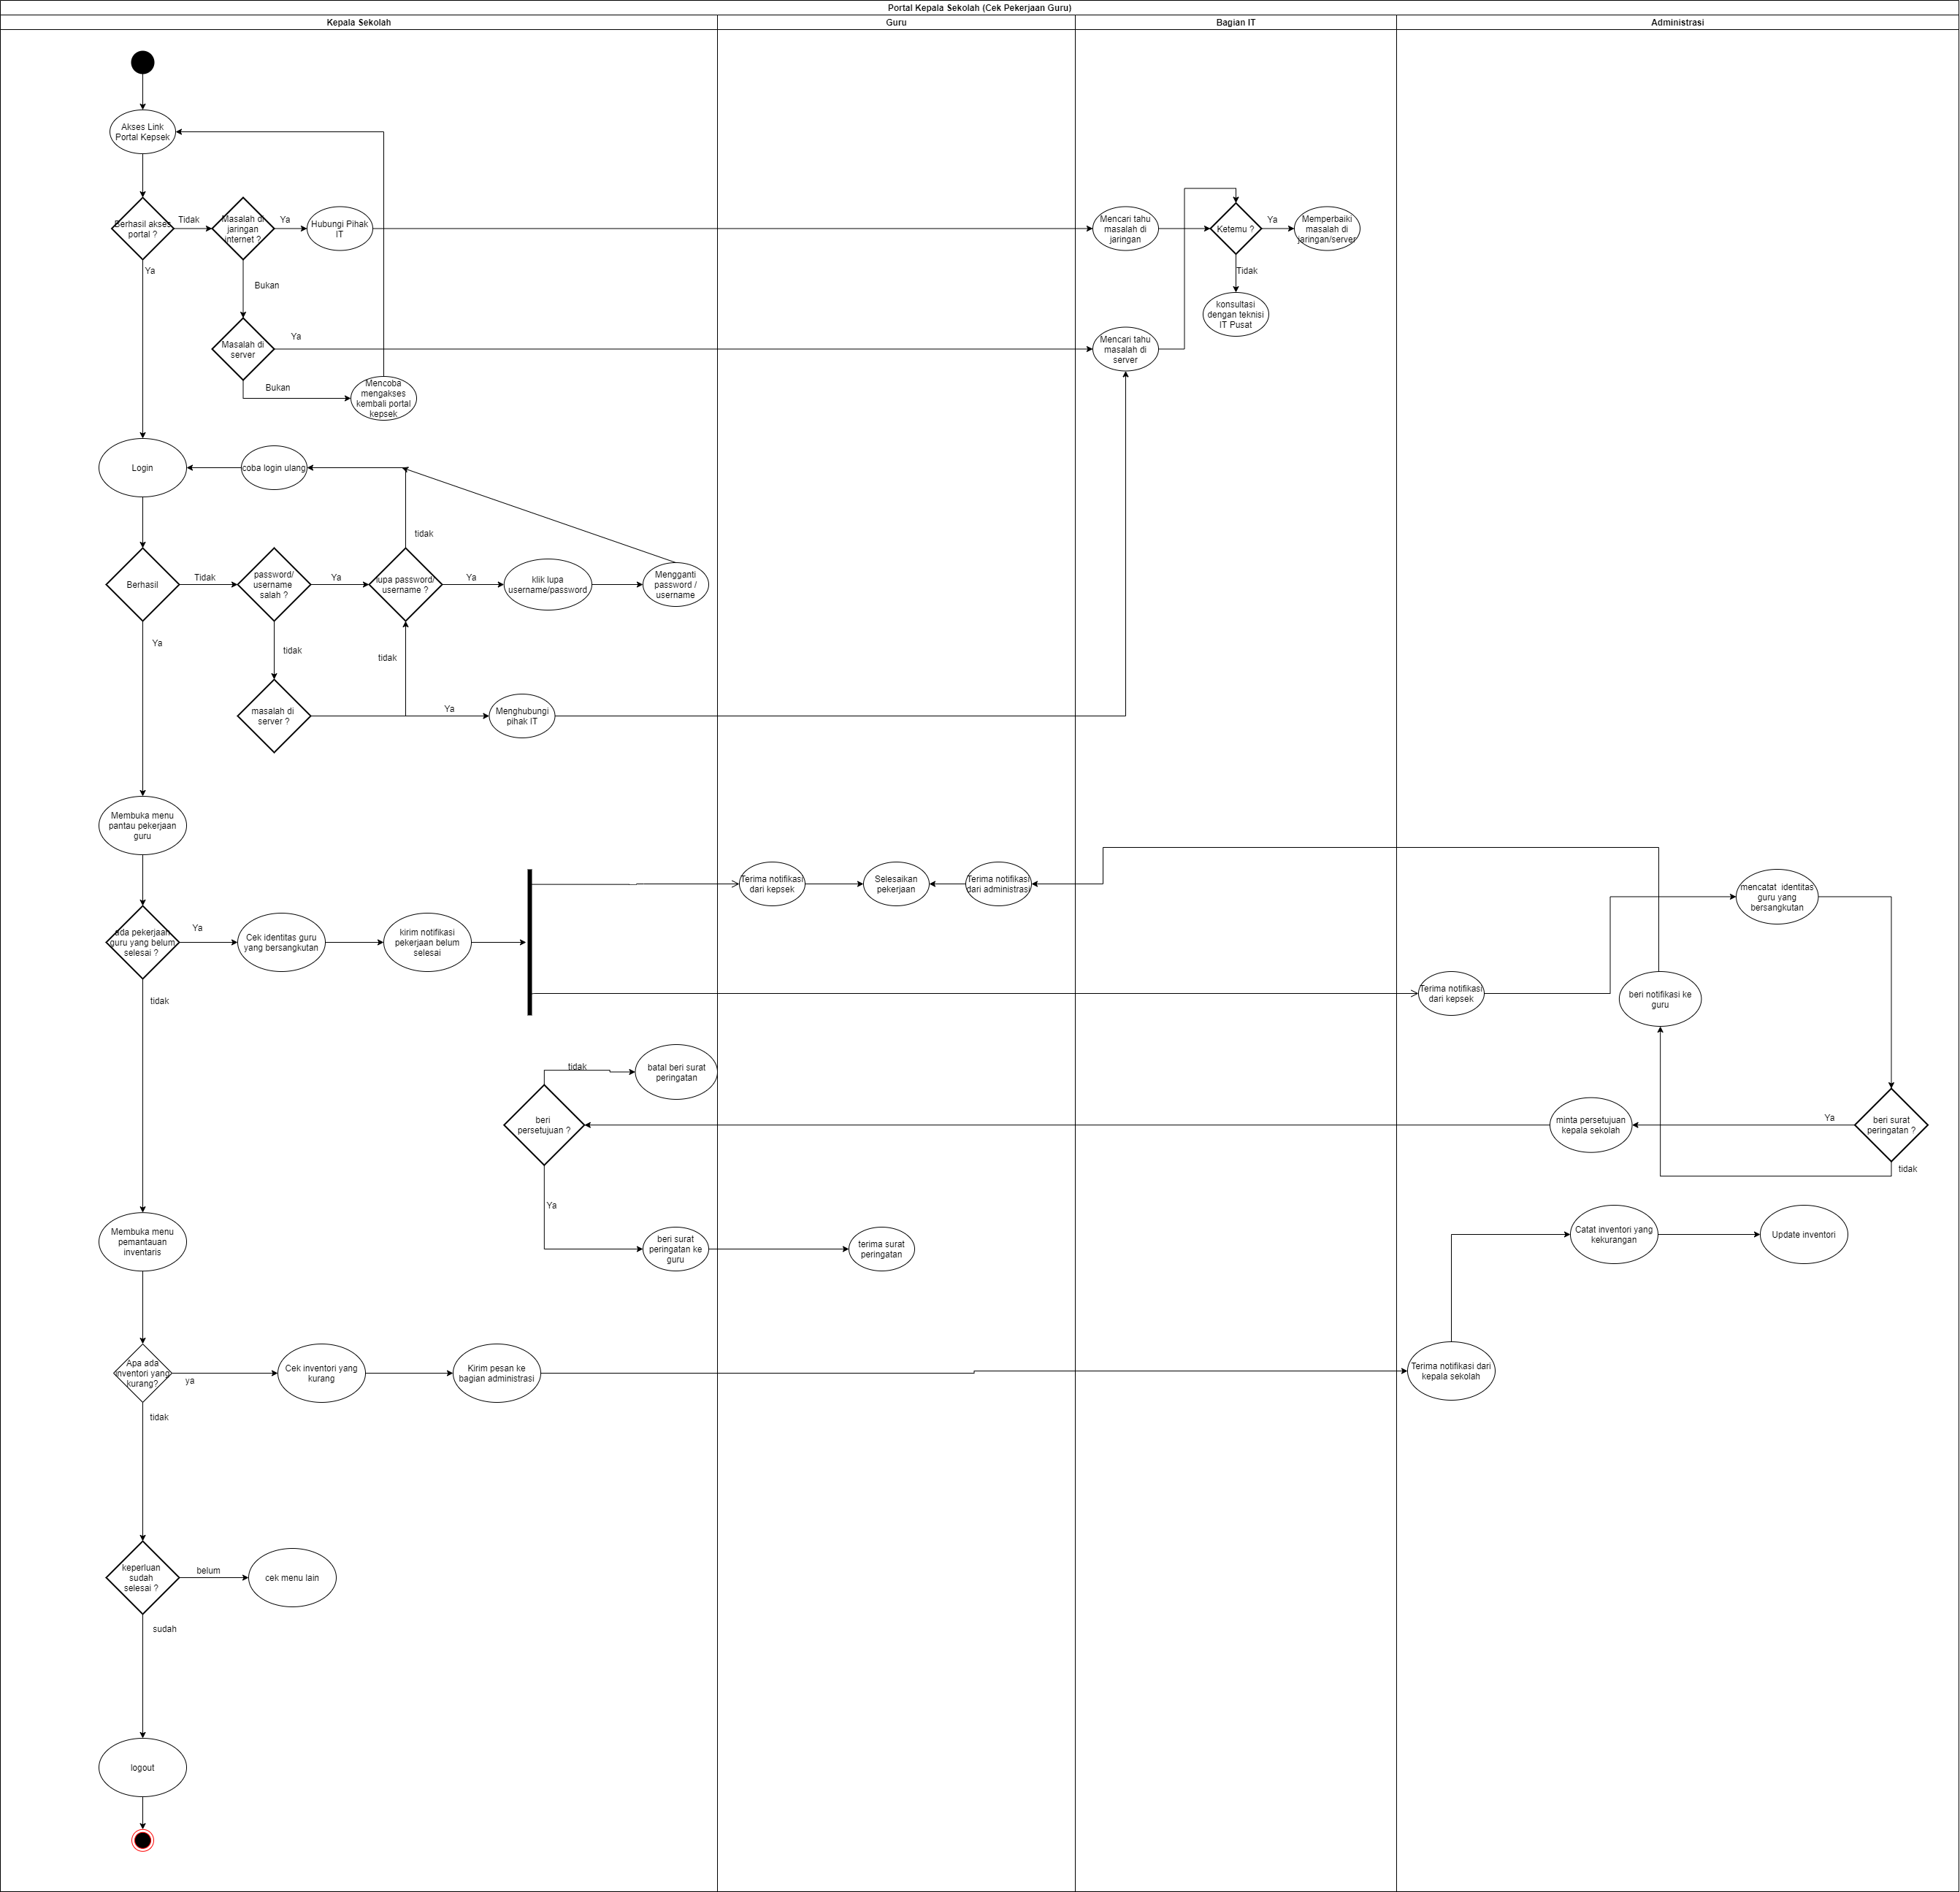 Portal Kepala Sekolah (Cek Pekerjaan Guru)
Kepala Sekolah
Guru
Bagian IT
Administrasi
Akses Link
Portal Kepsek
Berhasil akses
portal ?
Tidak
Masalah di
jaringan
internet ?
Ya
Hubungi Pihak
IT
Mencari tahu
masalah di
jaringan
Ketemu ?
Ya
Memperbaiki
masalah di
jaringan/server
Ya
Bukan
Tidak
konsultasi
dengan teknisi
IT Pusat
Masalah di
server
Ya
Mencari tahu
masalah di
server
Bukan
Mencoba
mengakses
kembali portal
kepsek
Login
coba login ulang
tidak
Berhasil
Tidak
password/
username
salah ?
Ya
lupa password/
username ?
Ya
klik lupa
username/password
Mengganti
password /
username
Ya
tidak
tidak
masalah di
server ?
Ya
Menghubungi
pihak IT
Membuka menu
pantau pekerjaan
guru
Terima notifikasi
dari kepsek
Selesaikan
pekerjaan
Terima notifikasi
dari administrasi
mencatat  identitas
guru yang
bersangkutan
ada pekerjaan
guru yang belum
selesai ?
Ya
Cek identitas guru
yang bersangkutan
kirim notifikasi
pekerjaan belum
selesai
tidak
Terima notifikasi
dari kepsek
beri notifikasi ke
guru
tidak
batal beri surat
peringatan
beri
persetujuan ?
minta persetujuan
kepala sekolah
Ya
beri surat
peringatan ?
tidak
Ya
Membuka menu
pemantauan
inventaris
beri surat
peringatan ke
guru
terima surat
peringatan
Catat inventori yang
kekurangan
Update inventori
Apa ada
inventori yang
kurang?
ya
Cek inventori yang
kurang
Kirim pesan ke
bagian administrasi
Terima notifikasi dari
kepala sekolah
tidak
keperluan
sudah
selesai ?
belum
cek menu lain
sudah
logout